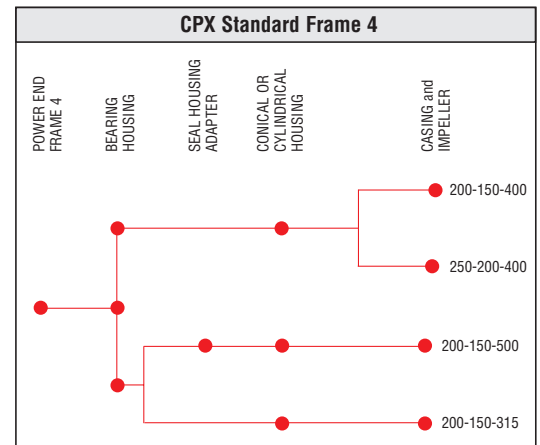 CPX Standard Frame 4
POWER END
FRAME 4
BEARING
HOUSING
SEAL HOUSING
ADAPTER
CONICAL OR
CYLINDRICAL
HOUSING
CASING and
IMPELLER
200-150-400
250-200-400
200-150-500
200-150-315